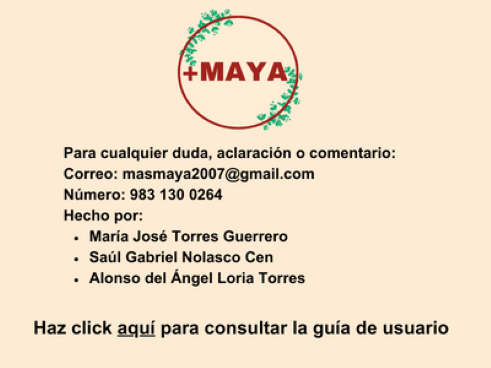 +MAYA
Para cualquier duda, aclaración o comentario:
Correo: masmaya2007@gmail.com
Número: 983 130 0264
Hecho por:
• María José Torres Guerrero
• Saúl Gabriel Nolasco Cen
• Alonso del Ángel Loria Torres
Haz click aquí para consultar la guía de usuario